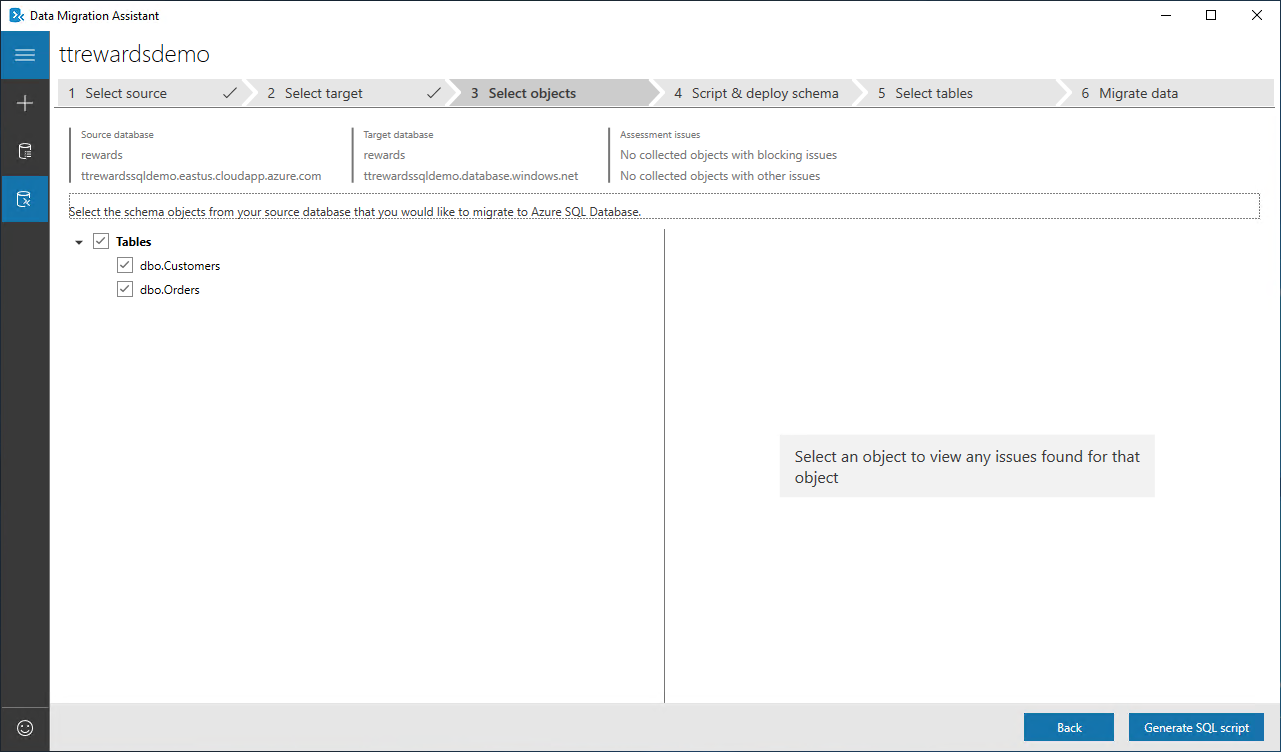 Data Migration Assistant
ttrewardsdemo
1 Select source
2 Select target
3 Select objects
4 Script & deploy schema
5 Select tables
6 Migrate data
Source database
rewards
ttrewardssqldemo.eastus.cloudapp.azure.com
Target database
rewards
ttrewardssqldemo.database.windows.net
Assessment issues
No collected objects with blocking issues
No collected objects with other issues
Select the schema objects from your source database that you would like to migrate to Azure SQL Database.
Tables
dbo.Customers
dbo.Orders
Select an object to view any issues found for that
object
Back
Generate SQL script